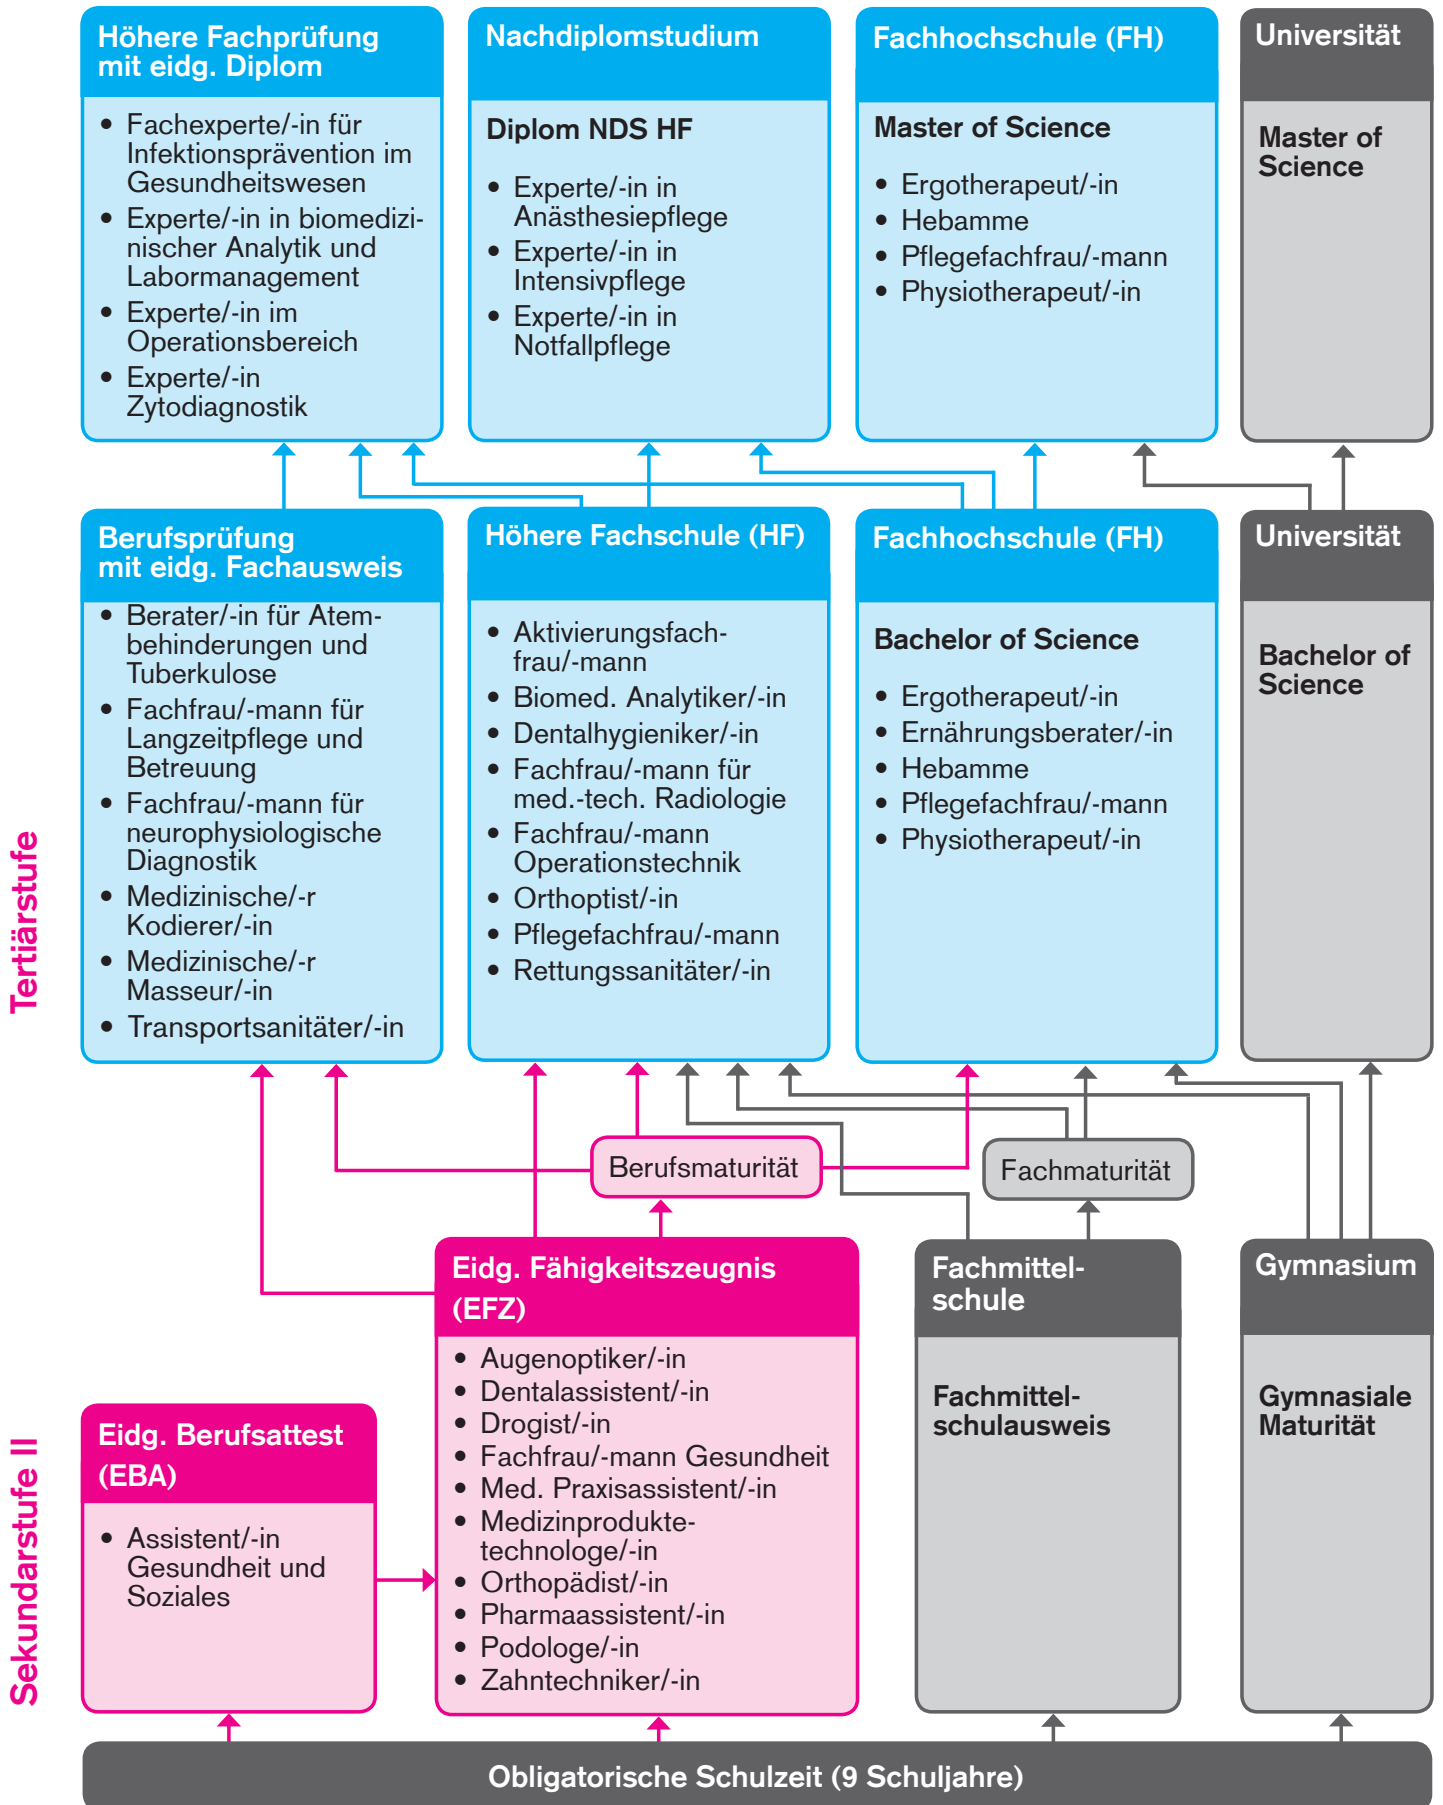 Höhere Fachprüfung
mit eidg. Diplom
• Fachexperte/-in für
Infektionsprävention im
Gesundheitswesen
• Experte/-in in biomedizi-
nischer Analytik und
Labormanagement
• Experte/-in im
Operationsbereich
• Experte/-in
Zytodiagnostik
Nachdiplomstudium
Diplom NDS HF
• Experte/-in in
Anästhesiepflege
• Experte/-in in
Intensivpflege
• Experte/-in in
Notfallpflege
Fachhochschule (FH)
Master of Science
• Ergotherapeut/-in
• Hebamme
• Pflegefachfrau/-mann
• Physiotherapeut/-in
Universität
Master of
Science
Tertiärstufe
Berufsprüfung
mit eidg. Fachausweis
• Berater/-in für Atem-
behinderungen und
Tuberkulose
• Fachfrau/-mann für
Langzeitpflege und
Betreuung
• Fachfrau/-mann für
neurophysiologische
Diagnostik
• Medizinische/-r
Kodierer/-in
• Medizinische/-r
Masseur/-in
• Transportsanitäter/-in
Höhere Fachschule (HF)
• Aktivierungsfach-
frau/-mann
• Biomed. Analytiker/-in
• Dentalhygieniker/-in
• Fachfrau/-mann für
med.-tech. Radiologie
• Fachfrau/-mann
Operationstechnik
• Orthoptist/-in
• Pflegefachfrau/-mann
• Rettungssanitäter/-in
Fachhochschule (FH)
Bachelor of Science
• Ergotherapeut/-in
• Ernährungsberater/-in
• Hebamme
• Pflegefachfrau/-mann
• Physiotherapeut/-in
Universität
Bachelor of
Science
Berufsmaturität
Fachmaturität
Sekundarstufe II
Eidg. Berufsattest
(EBA)
• Assistent/-in
Gesundheit und
Soziales
Eidg. Fähigkeitszeugnis
(EFZ)
• Augenoptiker/-in
• Dentalassistent/-in
• Drogist/-in
• Fachfrau/-mann Gesundheit
• Med. Praxisassistent/-in
• Medizinprodukte-
technologe/-in
• Orthopädist/-in
• Pharmaassistent/-in
• Podologe/-in
• Zahntechniker/-in
Fachmittel-
schule
Fachmittel-
schulausweis
Gymnasium
Gymnasiale
Maturität
Obligatorische Schulzeit (9 Schuljahre)